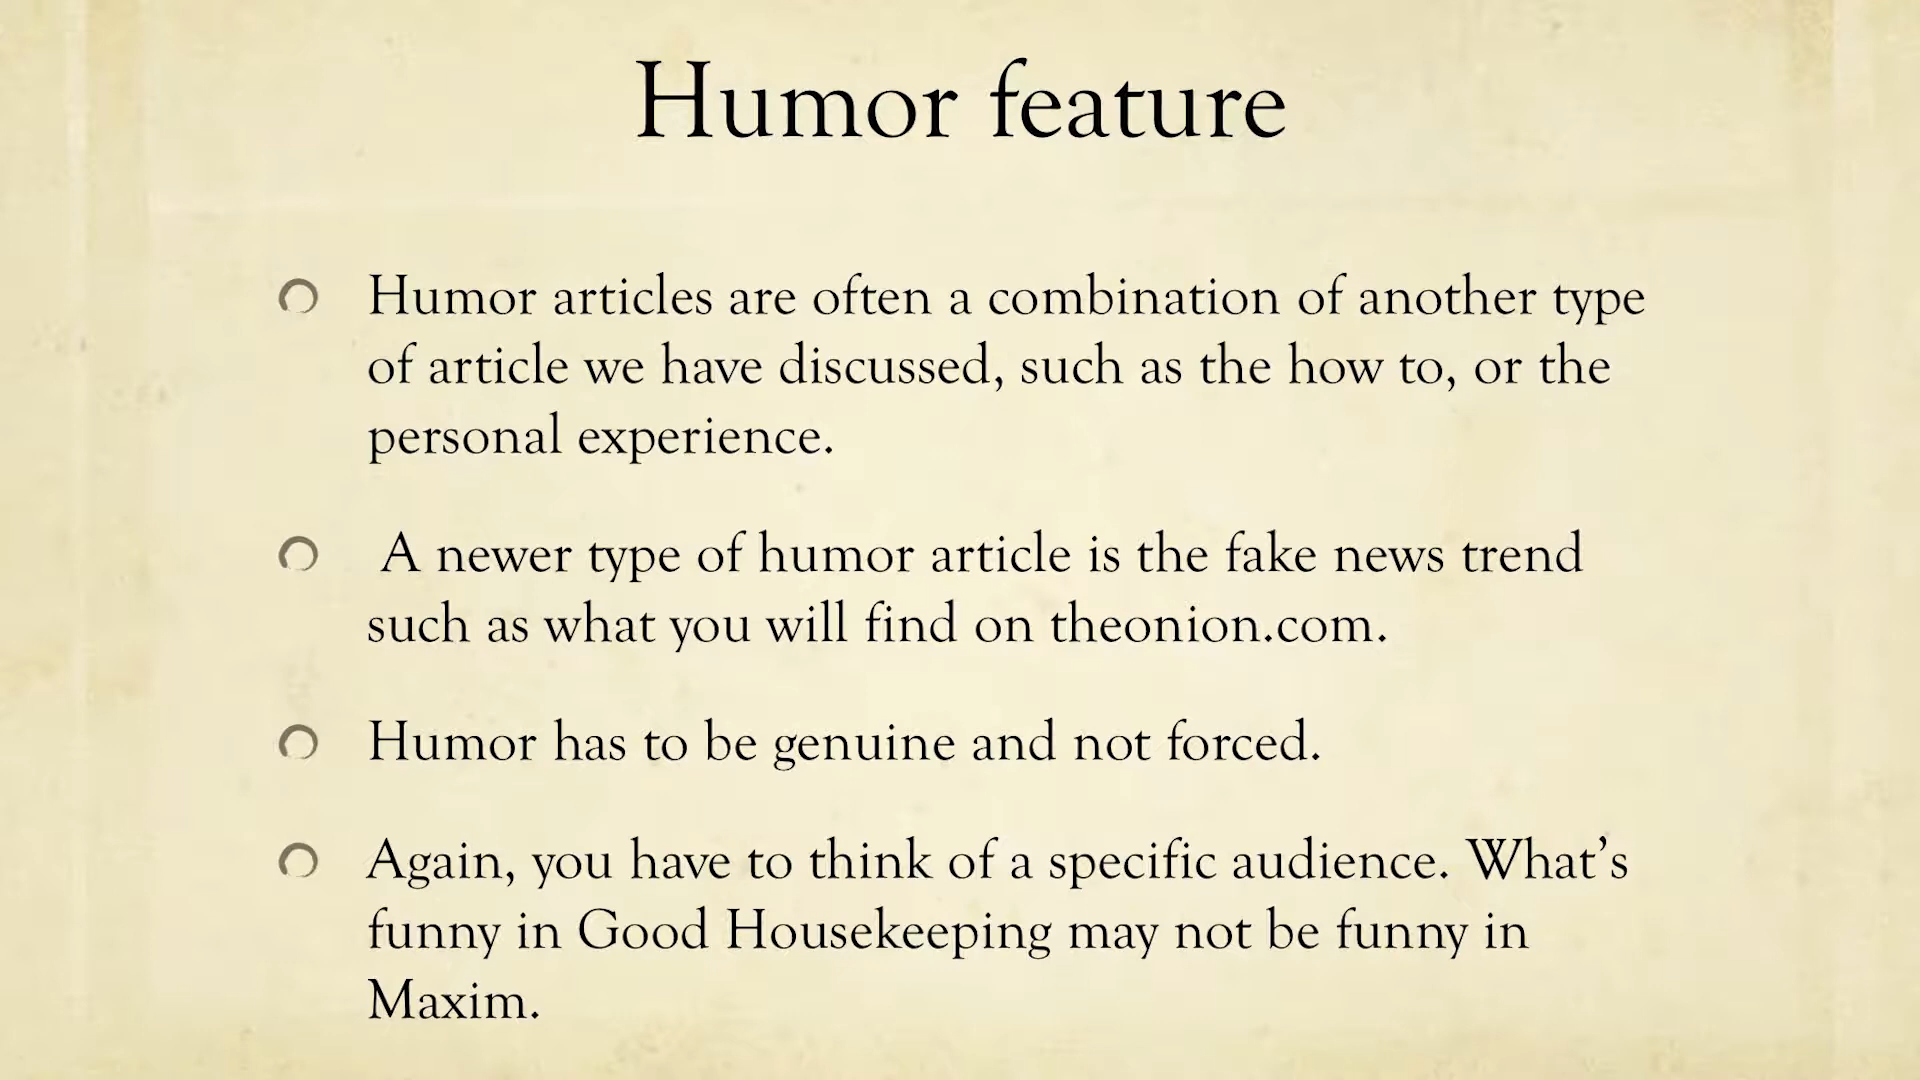 Humor feature
Humor articles are often a combination of another type
of article we have discussed, such as the how to, or the
personal experience.
A newer type of humor article is the fake news trend
such as what you will find on theonion.com.
Humor has to be genuine and not forced.
Again, you have to think of a specific audience. What’s
funny in Good Housekeeping may not be funny in
Maxim.